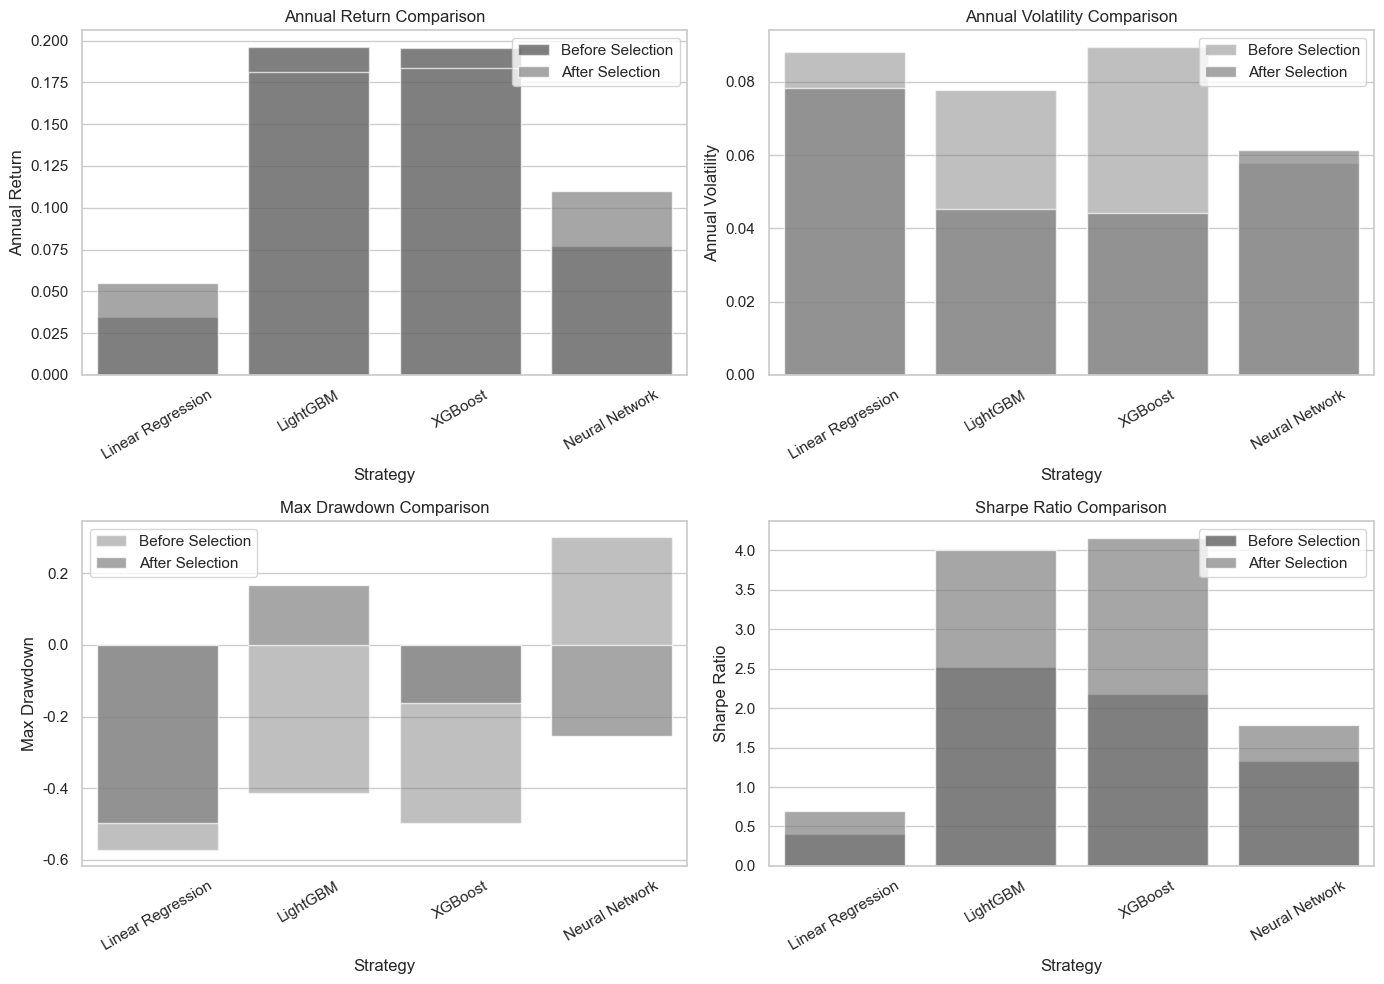 Annual Return Comparison
Annual Return
0.200
0.175
0.150
0.125
0.100
0.075
0.050
0.025
0.000
Before Selection
After Selection
Linear Regression
LightGBM
XGBoost
Neural Network
Strategy
Annual Volatility Comparison
Annual Volatility
0.08
0.06
0.04
0.02
0.00
Before Selection
After Selection
Linear Regression
LightGBM
XGBoost
Neural Network
Strategy
Max Drawdown Comparison
Max Drawdown
0.2
0.0
-0.2
-0.4
-0.6
Before Selection
After Selection
Linear Regression
LightGBM
XGBoost
Neural Network
Strategy
Sharpe Ratio Comparison
Sharpe Ratio
4.0
3.5
3.0
2.5
2.0
1.5
1.0
0.5
0.0
Before Selection
After Selection
Linear Regression
LightGBM
XGBoost
Neural Network
Strategy